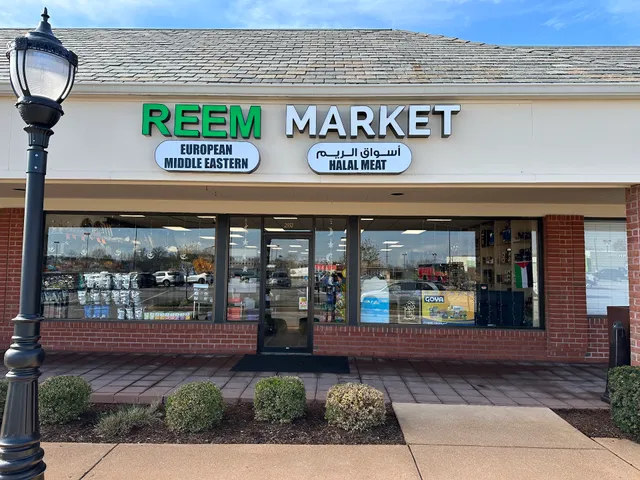 REEM MARKET
EUROPEAN
MIDDLE EASTERN
أسواق الريم
HALAL MEAT
GOYA